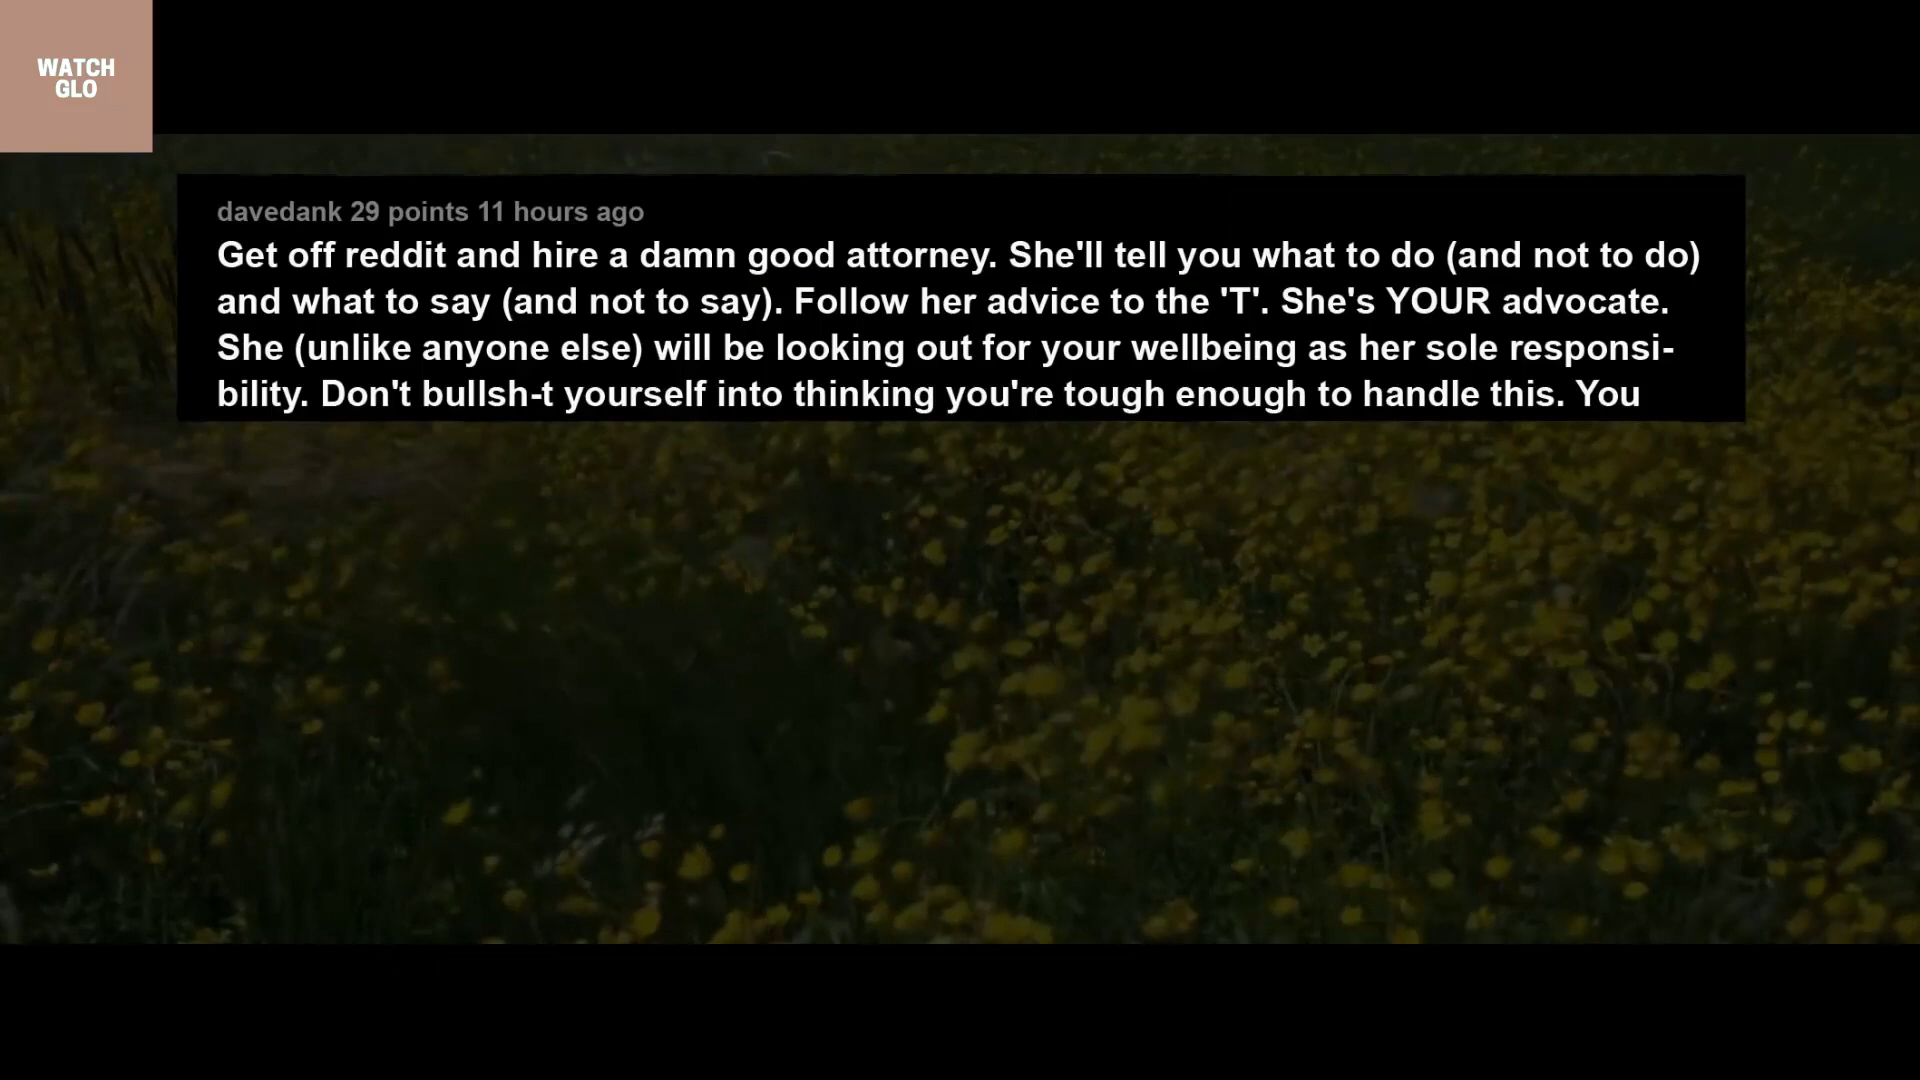 WATCH
GLO
davedank 29 points 11 hours ago
Get off reddit and hire a damn good attorney. She'll tell you what to do (and not to do)
and what to say (and not to say). Follow her advice to the 'T'. She's YOUR advocate.
She (unlike anyone else) will be looking out for your wellbeing as her sole responsi-
bility. Don't bullsh-t yourself into thinking you're tough enough to handle this. You